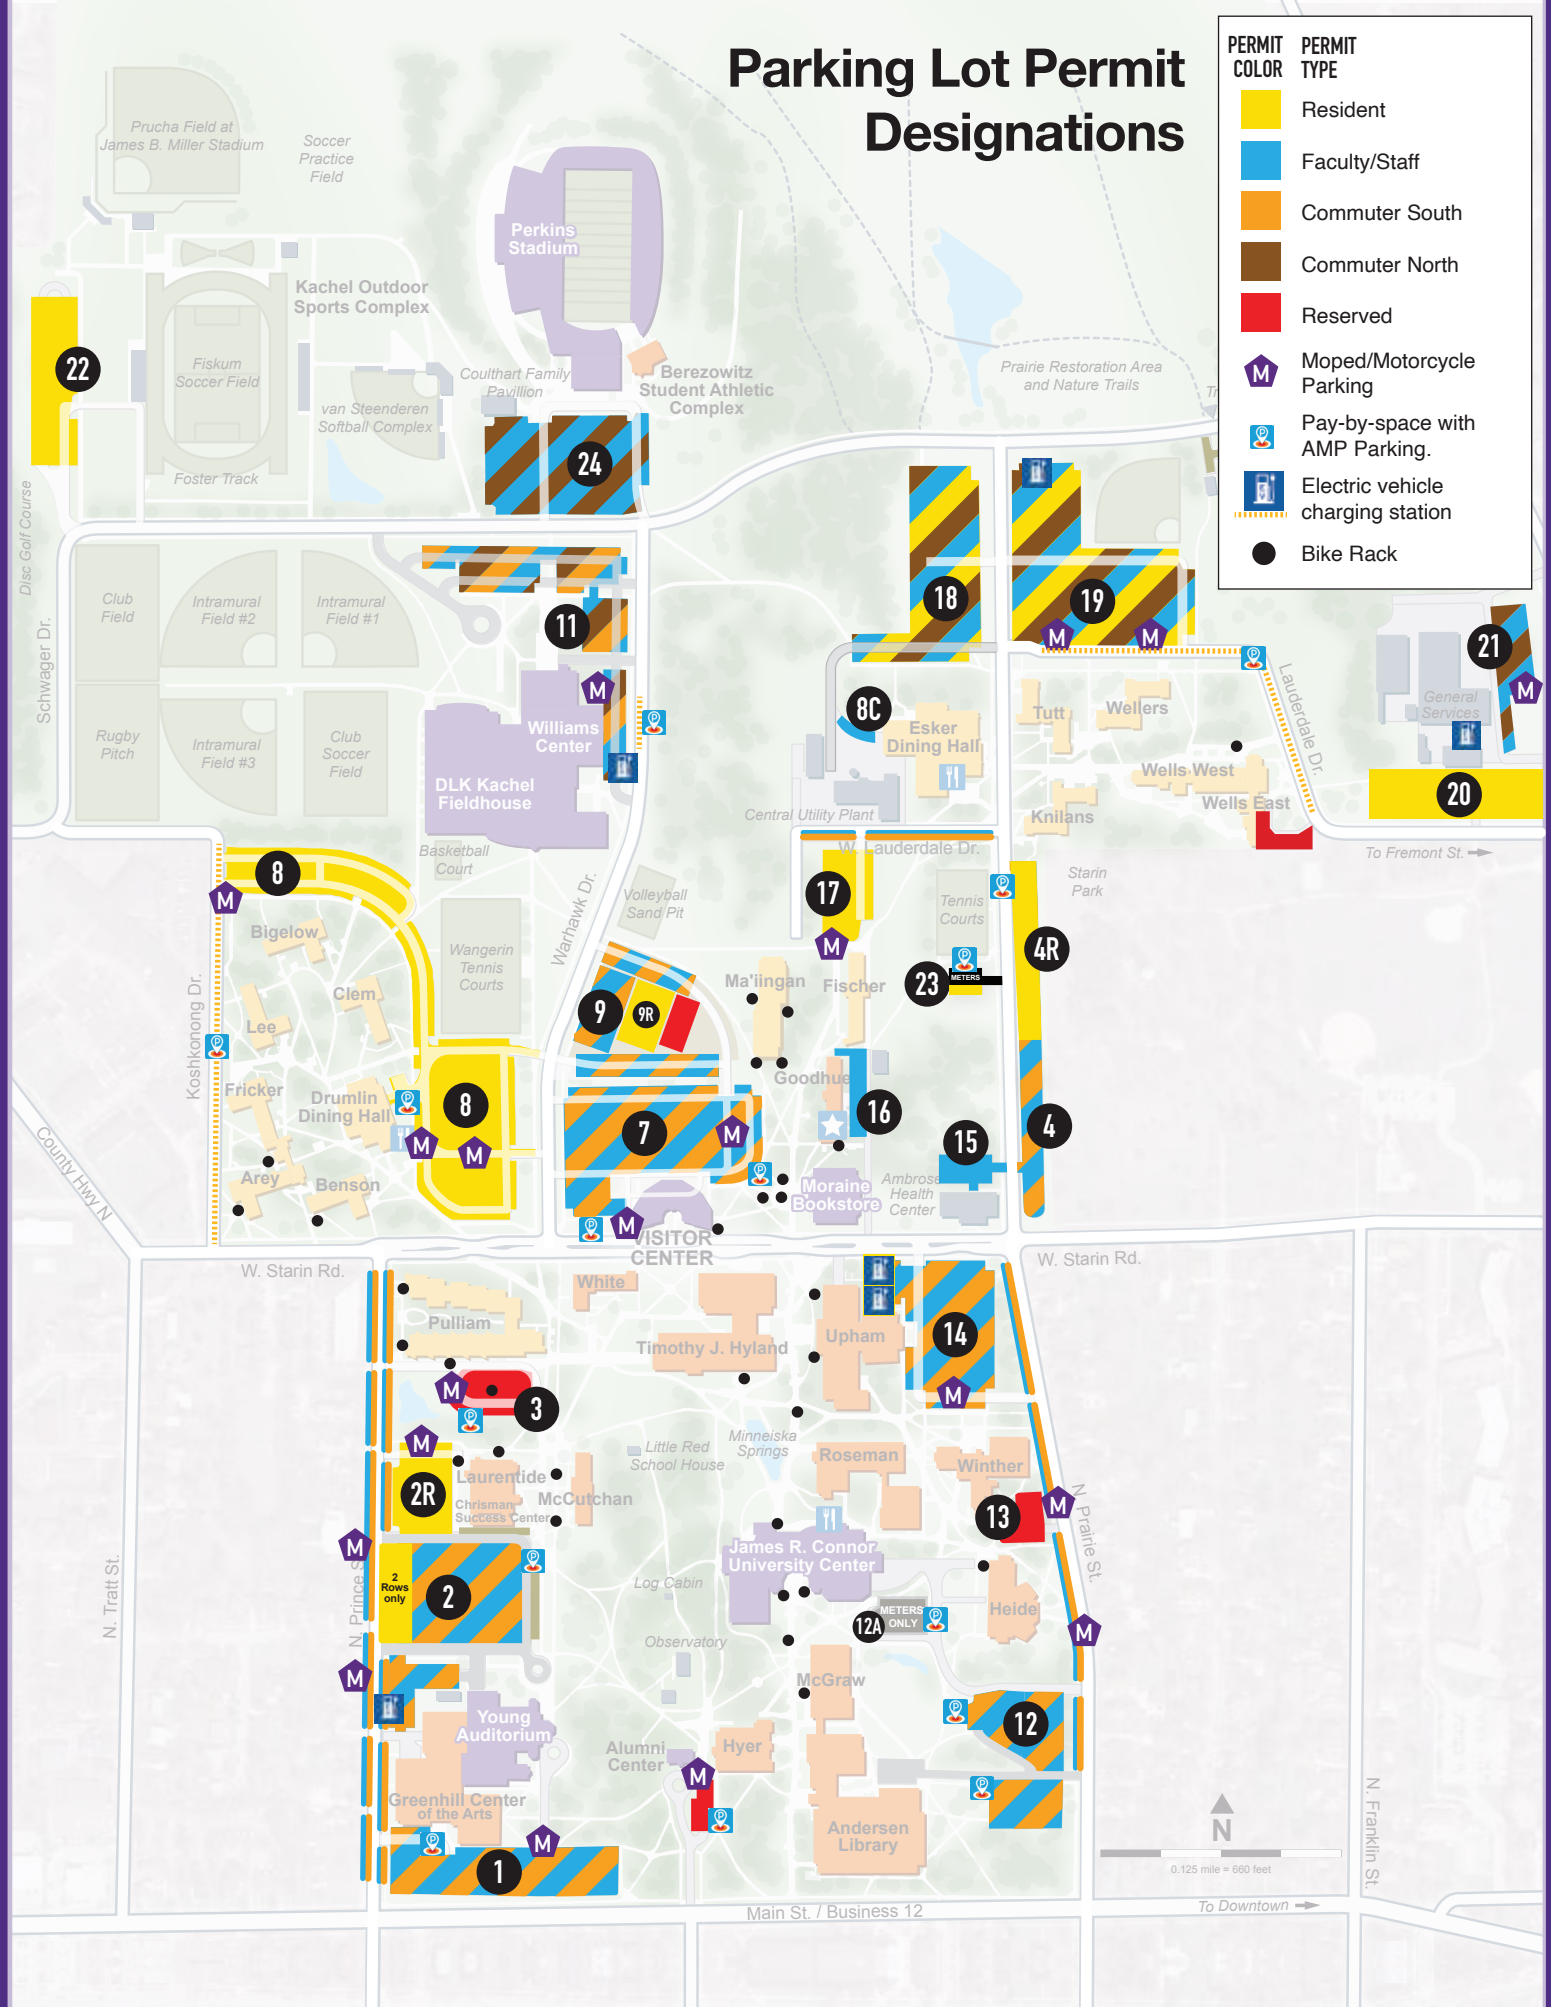 Parking Lot Permit
Designations
PERMIT
COLOR
PERMIT
TYPE
Resident
Faculty/Staff
Commuter South
Commuter North
Reserved
M
Moped/Motorcycle
Parking
P
Pay-by-space with
AMP Parking.
Electric vehicle
charging station
Bike Rack
Prucha Field at
James B. Miller Stadium
Soccer
Practice
Field
Perkins
Stadium
Kachel Outdoor
Sports Complex
22
Fiskum
Soccer Field
Coulthart Family
Pavillion
Berezowitz
Student Athletic
Complex
Prairie Restoration Area
and Nature Trails
van Steenderen
Softball Complex
Foster Track
24
Disc Golf Course
Schwager Dr.
Club
Field
Intramural
Field #2
Intramural
Field #1
11
18
19
M
M
P
21
M
General
Services
Lauderdale Dr.
Rugby
Pitch
Intramural
Field #3
Club
Soccer
Field
M
Williams
Center
P
DLK Kachel
Fieldhouse
8C
Esker
Dining Hall
Tutt
Wellers
Wells West
Wells East
Knilans
20
To Fremont St.
Central Utility Plant
W. Lauderdale Dr.
Basketball
Court
8
M
Bigelow
Volleyball
Sand Pit
Warhawk Dr.
17
M
Tennis
Courts
P
Starin
Park
4R
Wangerin
Tennis
Courts
Clem
Lee
Koshkonong Dr.
P
9
9R
Ma'iingan
Fischer
23
METERS
P
Fricker
Drumlin
Dining Hall
P
8
M
M
7
M
Goodhue
16
15
4
County Hwy N
Arey
Benson
P
Moraine
Bookstore
Ambrose
Health
Center
P
M
VISITOR
CENTER
W. Starin Rd.
W. Starin Rd.
White
Pulliam
Timothy J. Hyland
Upham
14
M
M
3
P
M
2R
Laurentide
Chrisman
Success Center
McCutchan
Little Red
School House
Minneiska
Springs
Roseman
Winther
13
M
N. Prairie St.
M
N. Tratt St.
N. Prince S
2
Rows
only
2
P
James R. Connor
University Center
Log Cabin
METERS
ONLY
12A
P
Heide
M
M
Observatory
McGraw
Young
Auditorium
P
12
Alumni
Center
Hyer
M
P
P
Greenhill Center
of the Arts
P
M
1
Andersen
Library
N
0.125 mile = 660 feet
N. Franklin St.
Main St. / Business 12
To Downtown